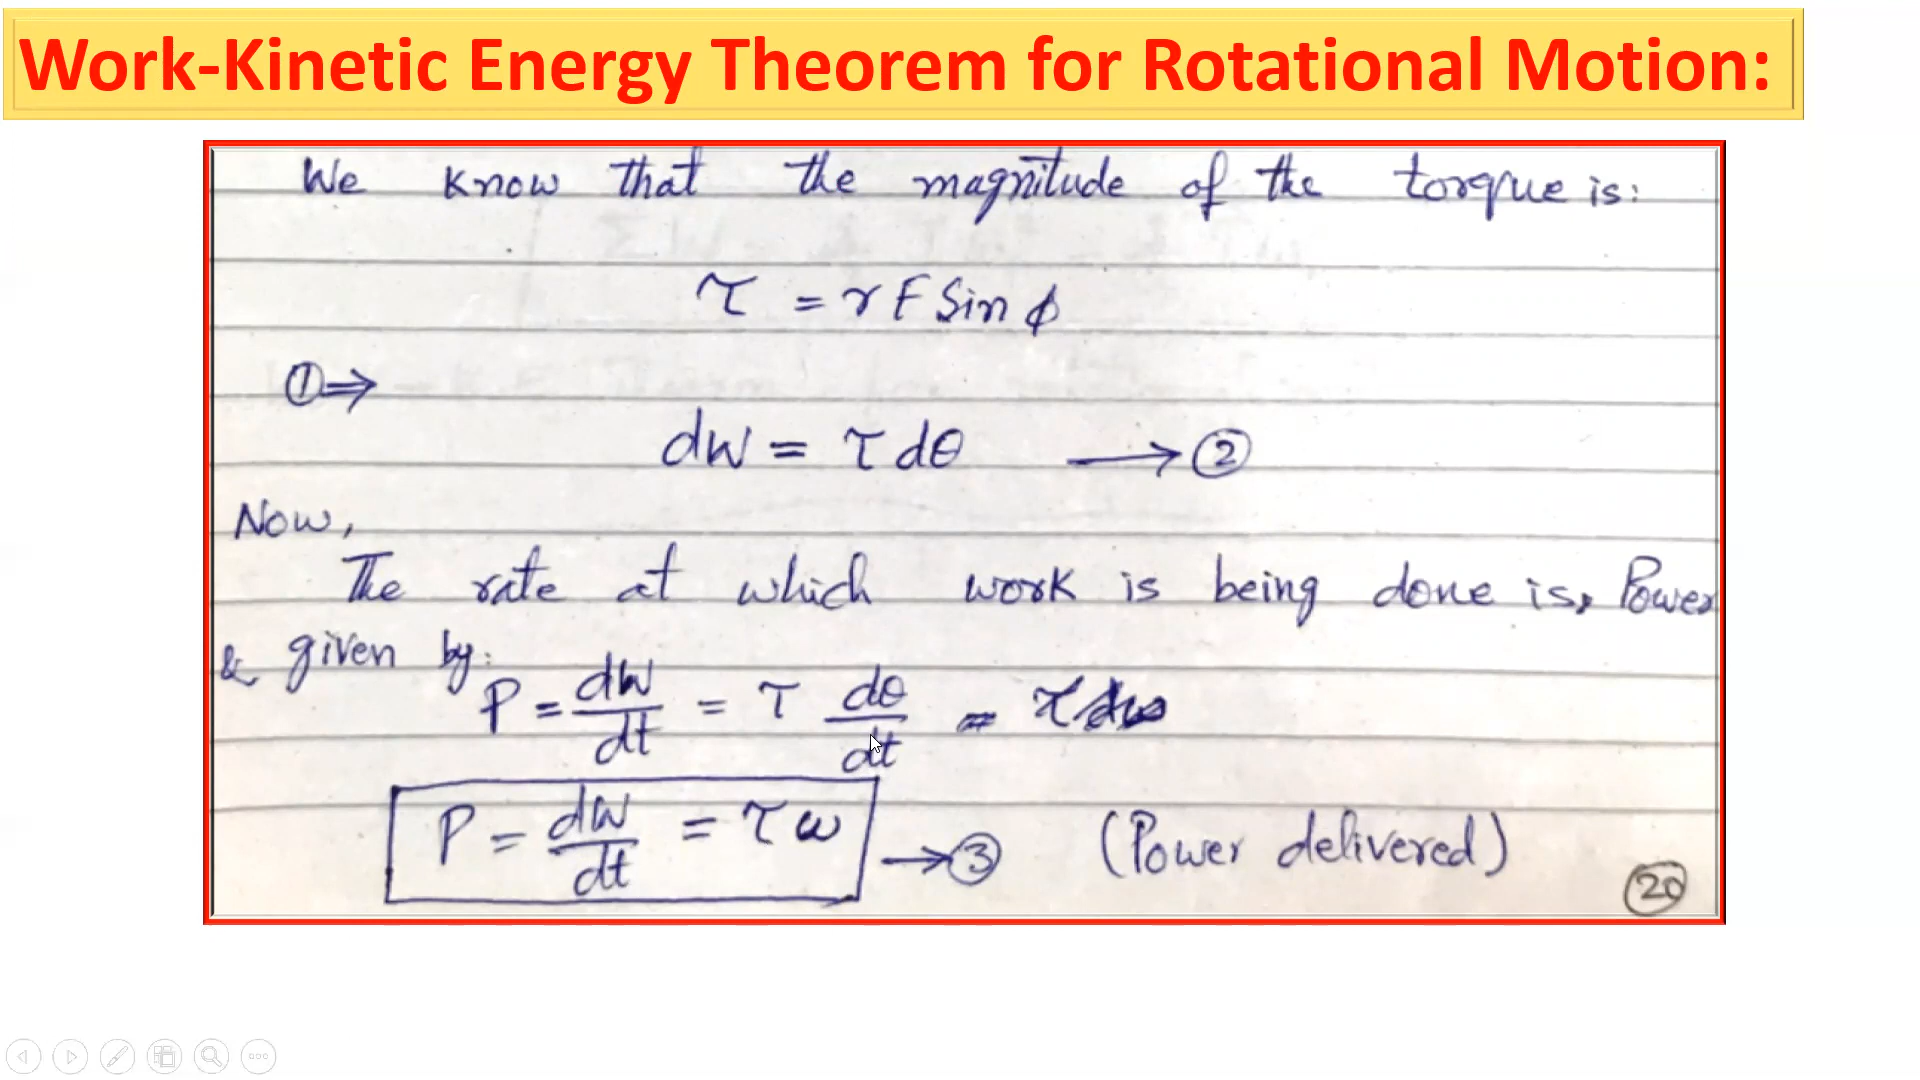 Work-Kinetic Energy Theorem for Rotational Motion:
We know that the magnitude of the torque is:
τ = r F Sin ϕ
①⇒
dW = τ dθ → ②
Now,
The rate at which work is being done is, Power
& given by:
P = dW/dt = τ dθ/dt =
P = dW/dt = τ ω → ③ (Power delivered)
⑳